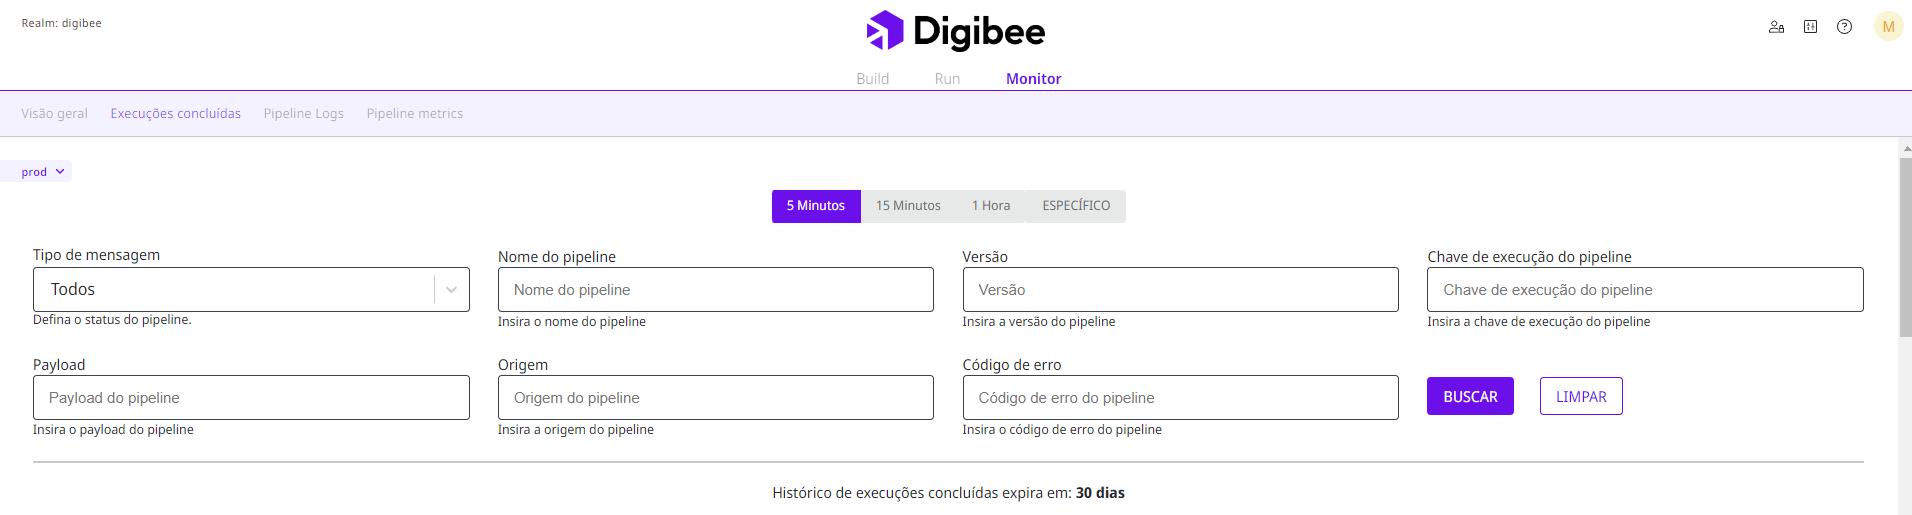 Realm: digibee
Digibee
M
Build Run Monitor
Visão geral Execuções concluídas Pipeline Logs Pipeline metrics
prod
5 Minutos 15 Minutos 1 Hora ESPECÍFICO
Tipo de mensagem Nome do pipeline Versão Chave de execução do pipeline
Todos Nome do pipeline Versão Chave de execução do pipeline
Defina o status do pipeline. Insira o nome do pipeline Insira a versão do pipeline Insira a chave de execução do pipeline
Payload Origem Código de erro
Payload do pipeline Origem do pipeline Código de erro do pipeline BUSCAR LIMPAR
Insira o payload do pipeline Insira a origem do pipeline Insira o código de erro do pipeline
Histórico de execuções concluídas expira em: 30 dias